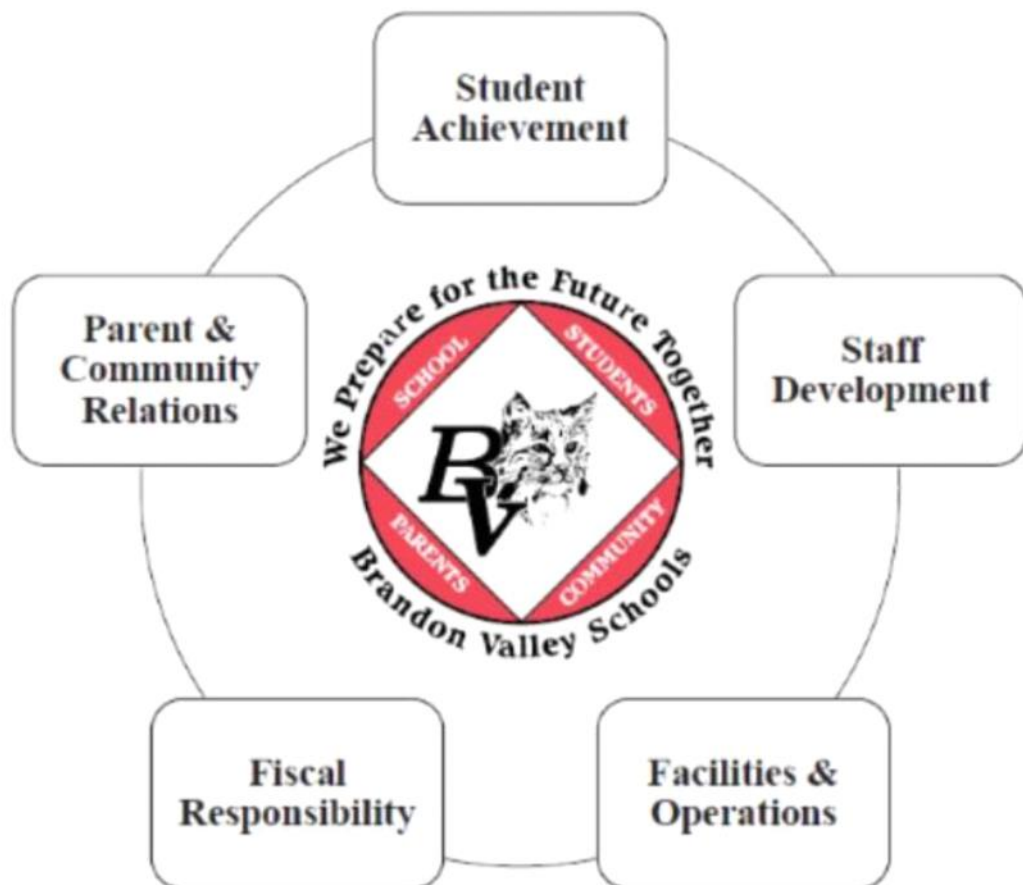 Student
Achievement
Parent &
Community
Relations
Staff
Development
We Prepare for the Future Together
SCHOOL
STUDENTS
BV
PARENTS
COMMUNITY
Brandon Valley Schools
Fiscal
Responsibility
Facilities &
Operations